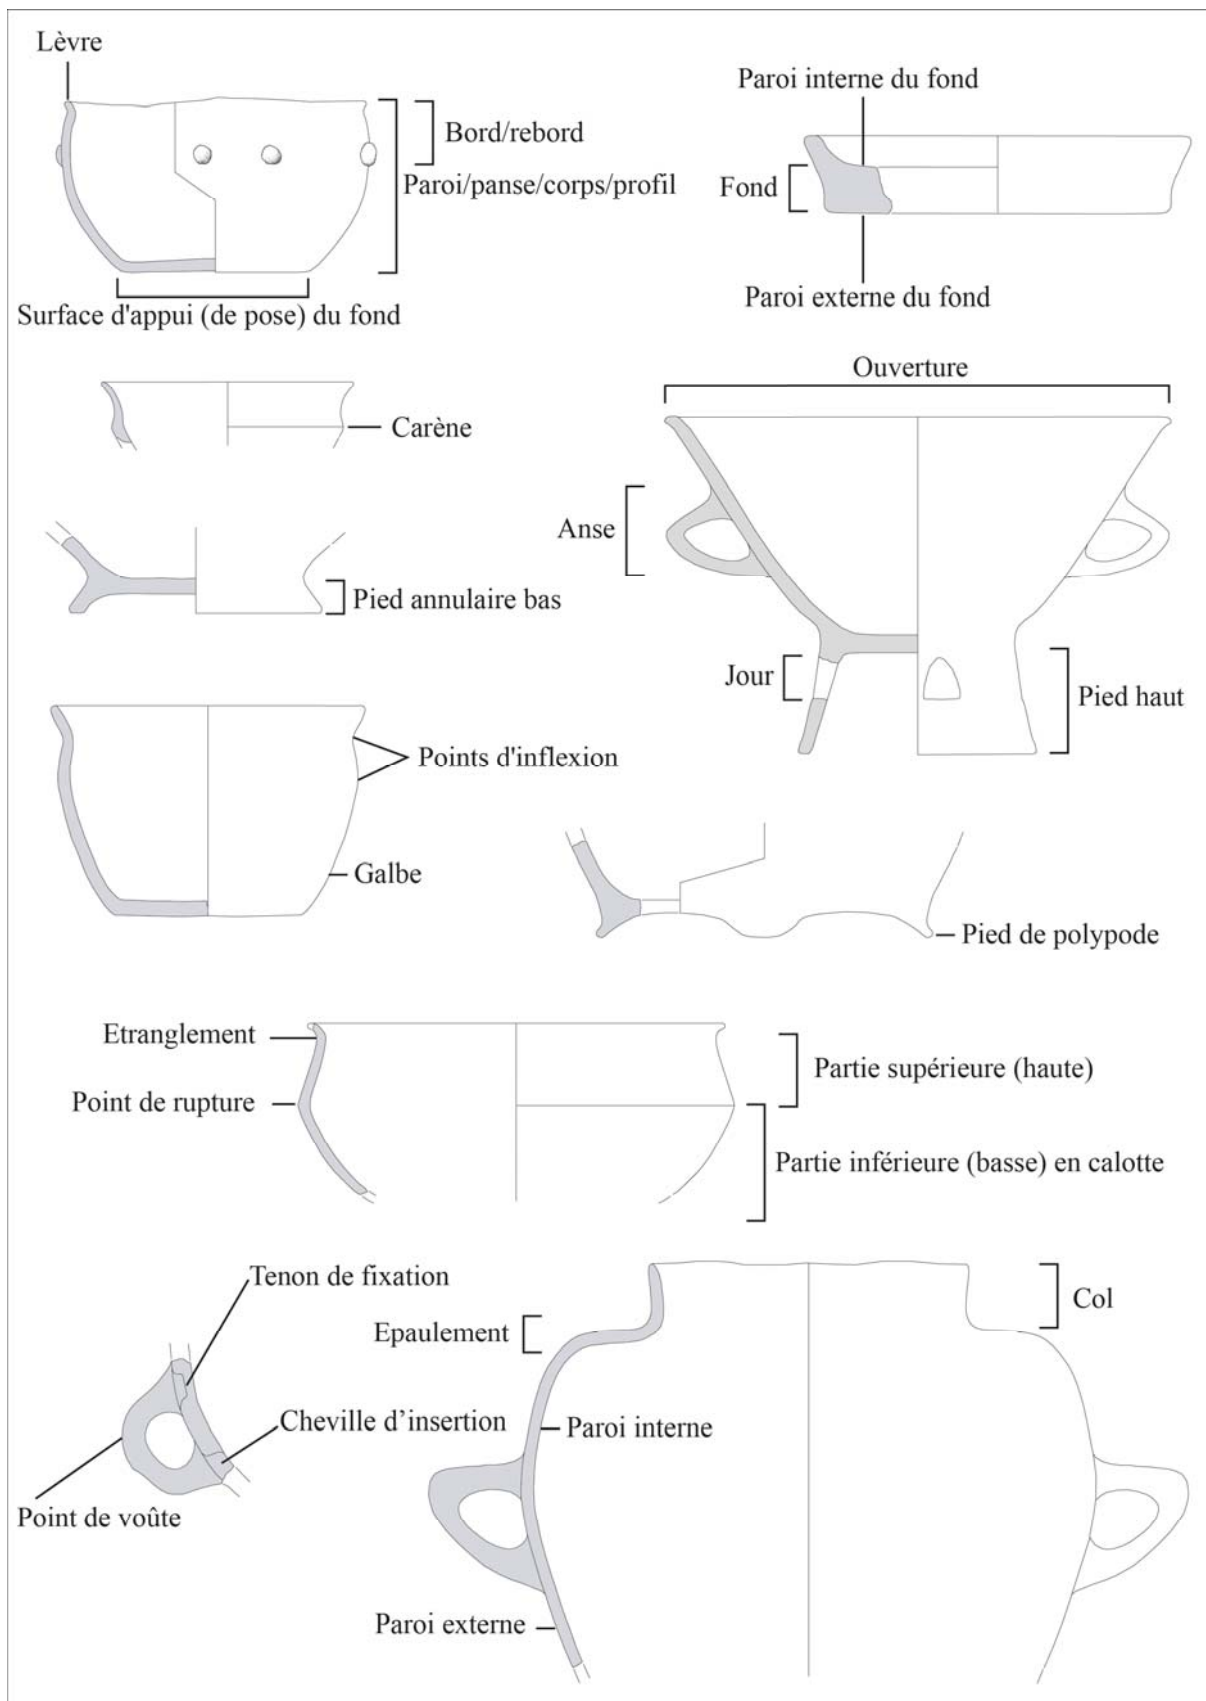 Lèvre
Bord/rebord
Paroi/panse/corps/profil
Surface d'appui (de pose) du fond
Paroi interne du fond
Fond
Paroi externe du fond
Carène
Ouverture
Anse
Pied annulaire bas
Jour
Pied haut
Points d'inflexion
Galbe
Pied de polypode
Etranglement
Point de rupture
Partie supérieure (haute)
Partie inférieure (basse) en calotte
Tenon de fixation
Epaulement
Col
Cheville d’insertion
Paroi interne
Point de voûte
Paroi externe